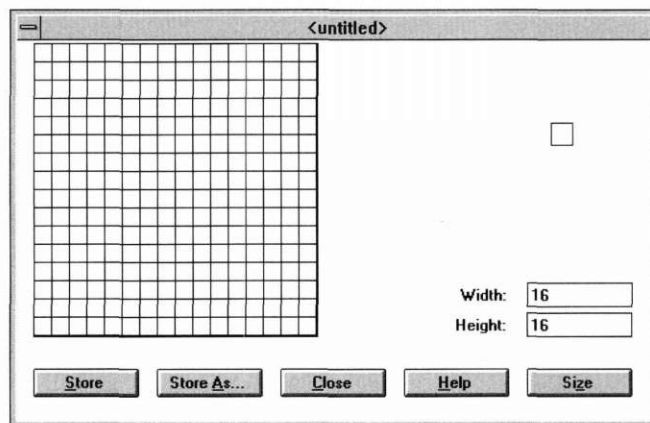 <untitled>
Width: 16
Height: 16
Store Store As... Close Help Size